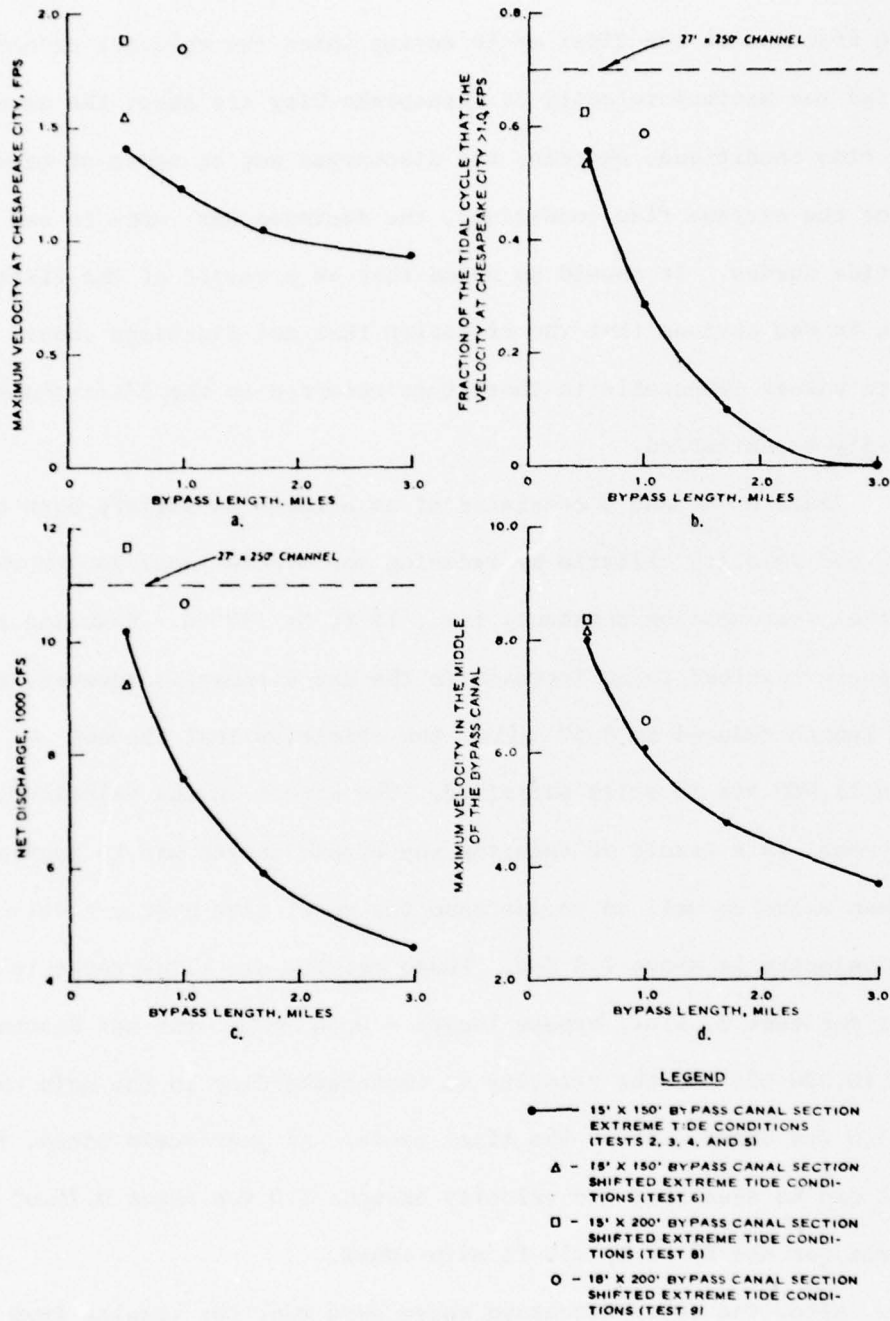 2.0
1.5
1.0
0.5
0
MAXIMUM VELOCITY AT CHESAPEAKE CITY, FPS
0 1.0 2.0 3.0
BYPASS LENGTH, MILES
a.
0.8
0.6
0.4
0.2
0
FRACTION OF THE TIDAL CYCLE THAT THE
VELOCITY AT CHESAPEAKE CITY >1.0 FPS
27' x 250' CHANNEL
0 1.0 2.0 3.0
BYPASS LENGTH, MILES
b.
12
10
8
6
4
NET DISCHARGE, 1000 CFS
27' x 250' CHANNEL
0 1.0 2.0 3.0
BYPASS LENGTH, MILES
c.
10.0
8.0
6.0
4.0
2.0
MAXIMUM VELOCITY IN THE MIDDLE
OF THE BYPASS CANAL
0 1.0 2.0 3.0
BYPASS LENGTH, MILES
d.
LEGEND
15' X 150' BYPASS CANAL SECTION
EXTREME TIDE CONDITIONS
(TESTS 2, 3, 4, AND 5)
- 15' X 150' BYPASS CANAL SECTION
SHIFTED EXTREME TIDE CONDI-
TIONS (TEST 6)
- 15' X 200' BYPASS CANAL SECTION
SHIFTED EXTREME TIDE CONDI-
TIONS (TEST 8)
- 18' X 200' BYPASS CANAL SECTION
SHIFTED EXTREME TIDE CONDI-
TIONS (TEST 9)